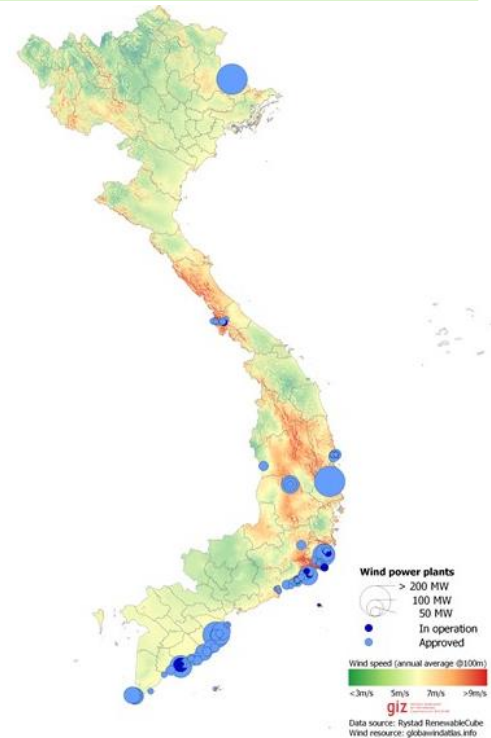 Wind power plants
> 200 MW
100 MW
50 MW
In operation
Approved
Wind speed (annual average @100m)
<3m/s 5m/s 7m/s >9m/s
giz
Data source: Rystad RenewableCube
Wind resource: globawindatlas.info